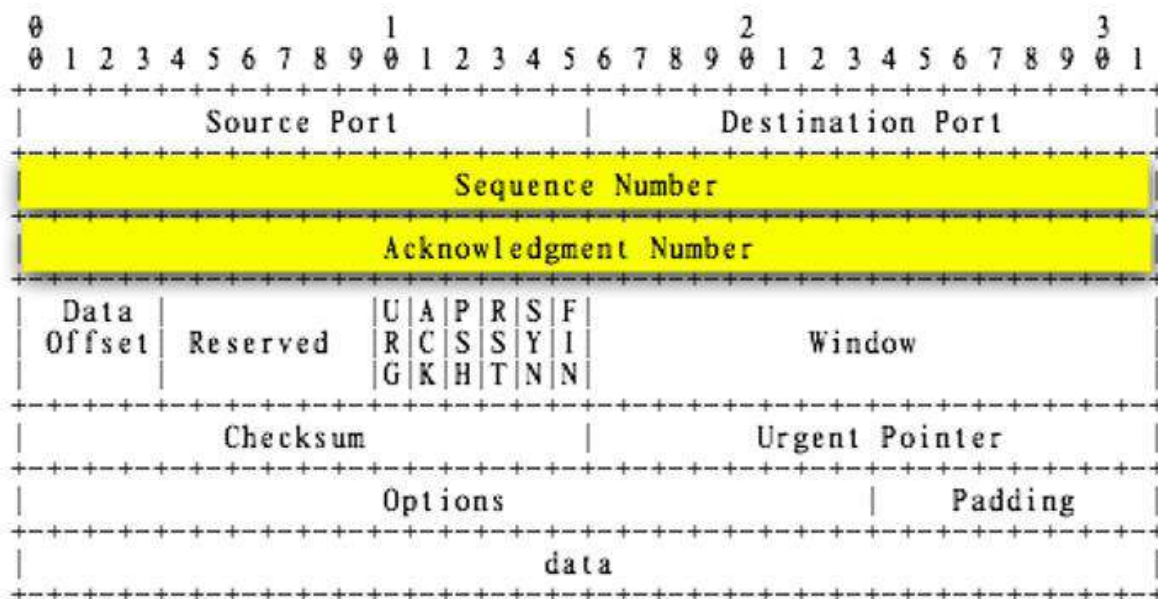 0 1 2 3
0 1 2 3 4 5 6 7 8 9 0 1 2 3 4 5 6 7 8 9 0 1 2 3 4 5 6 7 8 9 0 1
+-+-+-+-+-+-+-+-+-+-+-+-+-+-+-+-+-+-+-+-+-+-+-+-+-+-+-+-+-+-+-+-+
| Source Port | Destination Port |
+-+-+-+-+-+-+-+-+-+-+-+-+-+-+-+-+-+-+-+-+-+-+-+-+-+-+-+-+-+-+-+-+
| Sequence Number |
+-+-+-+-+-+-+-+-+-+-+-+-+-+-+-+-+-+-+-+-+-+-+-+-+-+-+-+-+-+-+-+-+
| Acknowledgment Number |
+-+-+-+-+-+-+-+-+-+-+-+-+-+-+-+-+-+-+-+-+-+-+-+-+-+-+-+-+-+-+-+-+
| Data | |U|A|P|R|S|F| |
| Offset| Reserved |R|C|S|S|Y|I| Window |
| | |G|K|H|T|N|N| |
+-+-+-+-+-+-+-+-+-+-+-+-+-+-+-+-+-+-+-+-+-+-+-+-+-+-+-+-+-+-+-+-+
| Checksum | Urgent Pointer |
+-+-+-+-+-+-+-+-+-+-+-+-+-+-+-+-+-+-+-+-+-+-+-+-+-+-+-+-+-+-+-+-+
| Options | Padding |
+-+-+-+-+-+-+-+-+-+-+-+-+-+-+-+-+-+-+-+-+-+-+-+-+-+-+-+-+-+-+-+-+
| data |
+-+-+-+-+-+-+-+-+-+-+-+-+-+-+-+-+-+-+-+-+-+-+-+-+-+-+-+-+-+-+-+-+